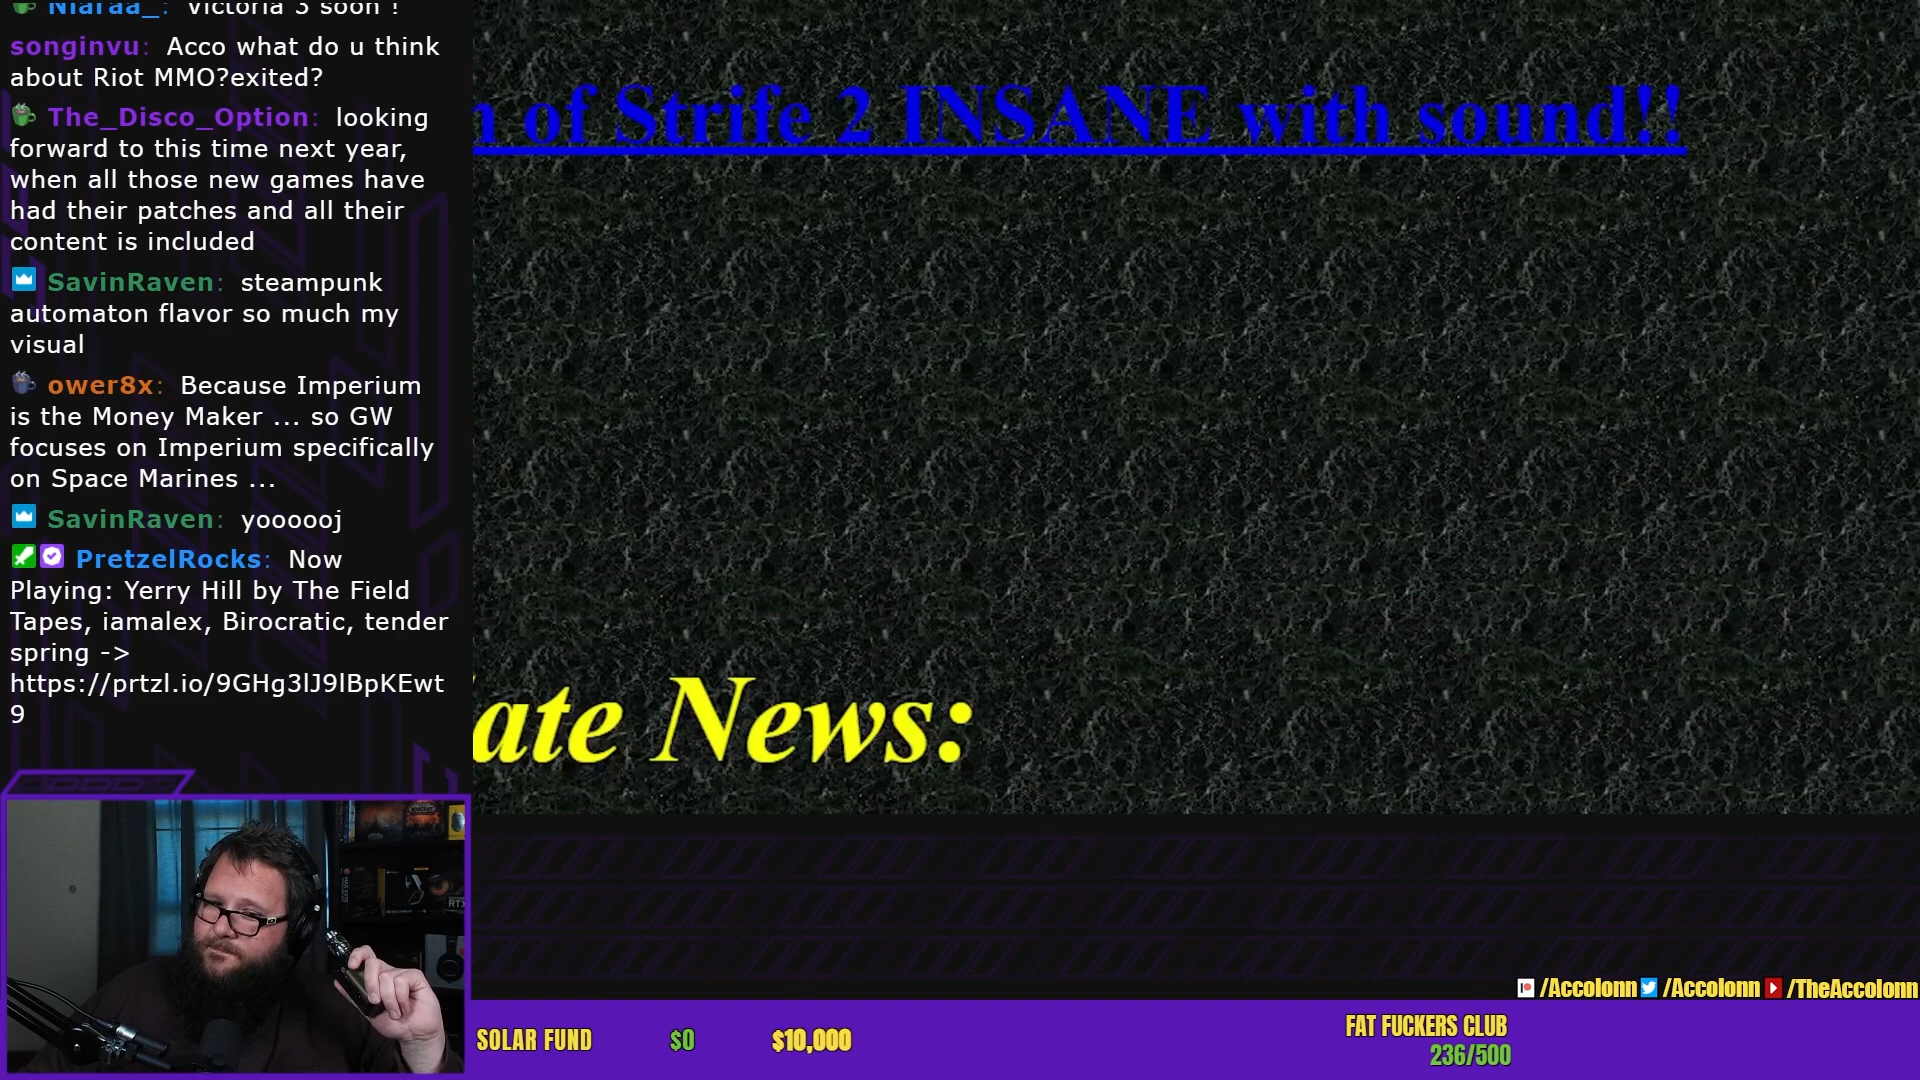 Niaraa_: Victoria 3 soon !
songinvu: Acco what do u think
about Riot MMO?exited?
The_Disco_Option: looking
forward to this time next year,
when all those new games have
had their patches and all their
content is included
SavinRaven: steampunk
automaton flavor so much my
visual
ower8x: Because Imperium
is the Money Maker ... so GW
focuses on Imperium specifically
on Space Marines ...
SavinRaven: yoooooj
PretzelRocks: Now
Playing: Yerry Hill by The Field
Tapes, iamalex, Birocratic, tender
spring ->
https://prtzl.io/9GHg3lJ9lBpKEwt
9
of Strife 2 INSANE with sound!!
ate News:
/Accolonn /Accolonn /TheAccolonn
SOLAR FUND $0 $10,000
FAT FUCKERS CLUB
236/500